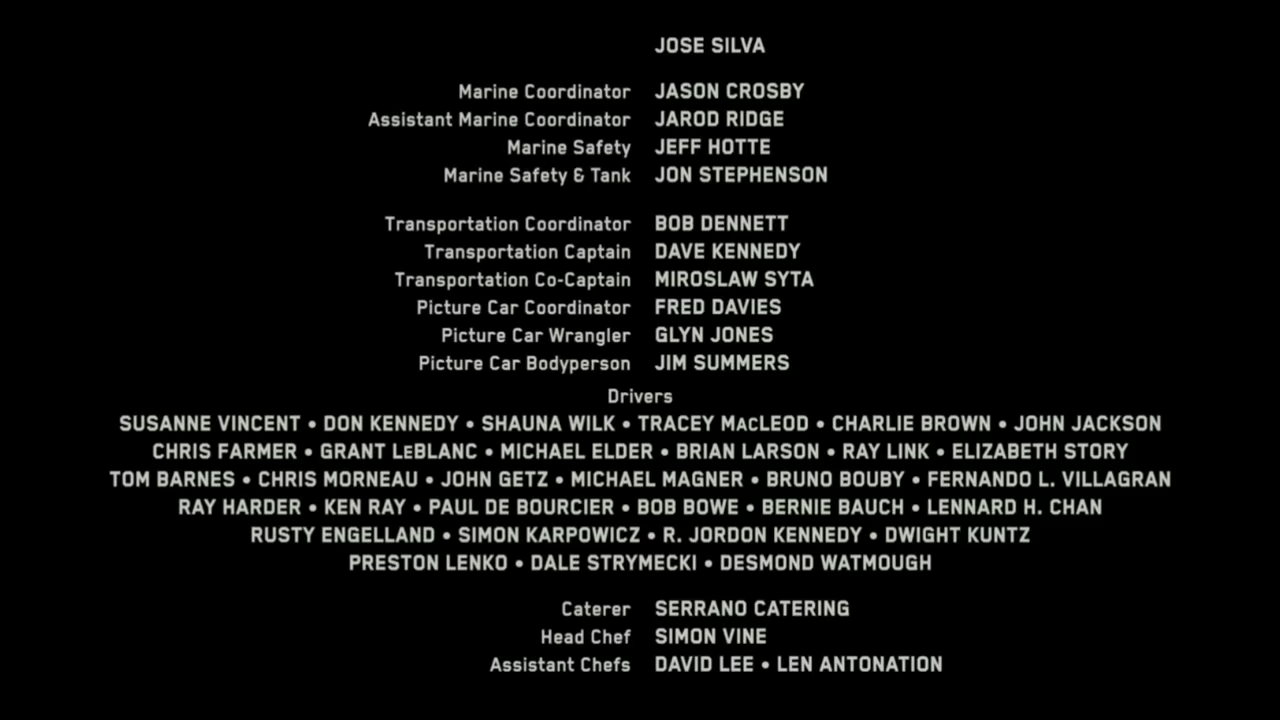 JOSE SILVA
Marine Coordinator JASON CROSBY
Assistant Marine Coordinator JAROD RIDGE
Marine Safety JEFF HOTTE
Marine Safety & Tank JON STEPHENSON
Transportation Coordinator BOB DENNETT
Transportation Captain DAVE KENNEDY
Transportation Co-Captain MIROSLAW SYTA
Picture Car Coordinator FRED DAVIES
Picture Car Wrangler GLYN JONES
Picture Car Bodyperson JIM SUMMERS
Drivers
SUSANNE VINCENT • DON KENNEDY • SHAUNA WILK • TRACEY MACLEOD • CHARLIE BROWN • JOHN JACKSON
CHRIS FARMER • GRANT LEBLANC • MICHAEL ELDER • BRIAN LARSON • RAY LINK • ELIZABETH STORY
TOM BARNES • CHRIS MORNEAU • JOHN GETZ • MICHAEL MAGNER • BRUNO BOUBY • FERNANDO L. VILLAGRAN
RAY HARDER • KEN RAY • PAUL DE BOURCIER • BOB BOWE • BERNIE BAUCH • LENNARD H. CHAN
RUSTY ENGELLAND • SIMON KARPOWICZ • R. JORDON KENNEDY • DWIGHT KUNTZ
PRESTON LENKO • DALE STRYMECKI • DESMOND WATMOUGH
Caterer SERRANO CATERING
Head Chef SIMON VINE
Assistant Chefs DAVID LEE • LEN ANTONATION